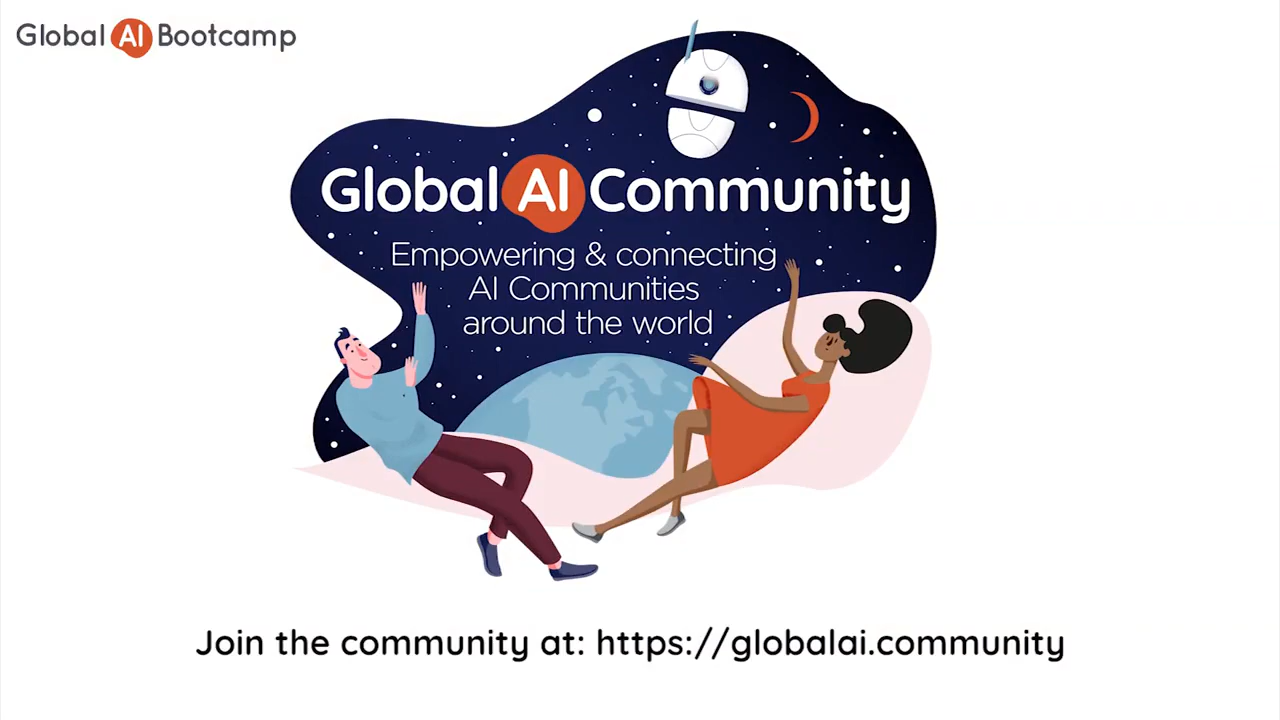 Global AI Bootcamp
Global AI Community
Empowering & connecting
AI Communities
around the world
Join the community at: https://globalai.community